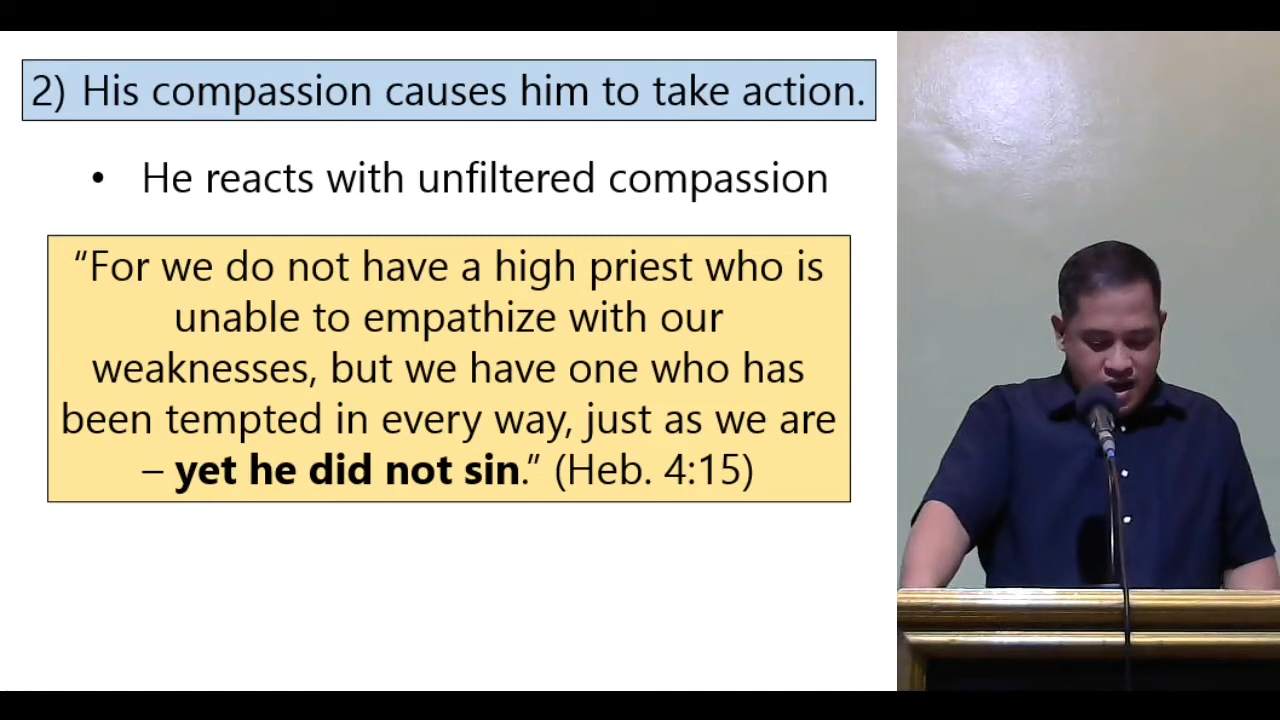 2) His compassion causes him to take action.
• He reacts with unfiltered compassion
“For we do not have a high priest who is
unable to empathize with our
weaknesses, but we have one who has
been tempted in every way, just as we are
– yet he did not sin.” (Heb. 4:15)